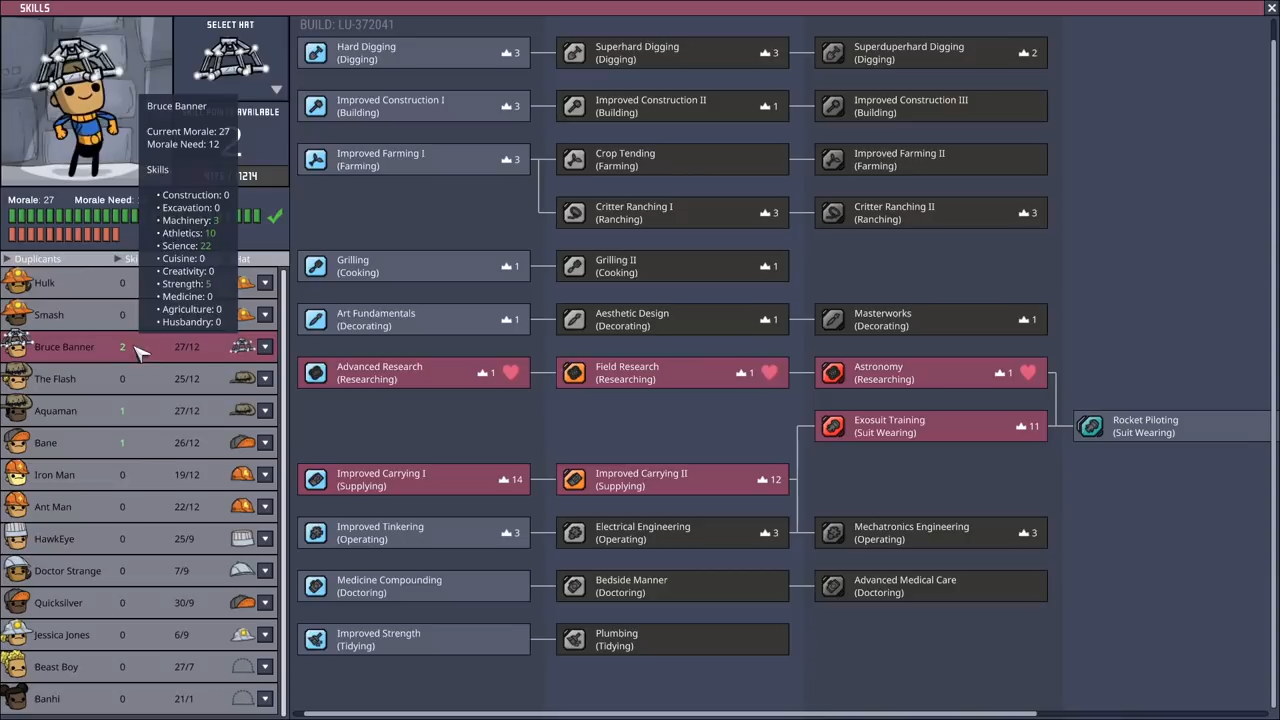 SKILLS
SELECT HAT
BUILD: LU-372041
AVAILABLE
1214
Morale: 27
Morale Need:
Bruce Banner
Current Morale: 27
Morale Need: 12
Skills
• Construction: 0
• Excavation: 0
• Machinery: 3
• Athletics: 10
• Science: 22
• Cuisine: 0
• Creativity: 0
• Strength: 5
• Medicine: 0
• Agriculture: 0
• Husbandry: 0
Duplicants
Hulk 0
Smash 0
Bruce Banner 2 27/12
The Flash 0 25/12
Aquaman 1 27/12
Bane 1 26/12
Iron Man 0 19/12
Ant Man 0 22/12
HawkEye 0 25/9
Doctor Strange 0 7/9
Quicksilver 0 30/9
Jessica Jones 0 6/9
Beast Boy 0 27/7
Banhi 0 21/1
Hard Digging
(Digging) 3
Superhard Digging
(Digging) 3
Superduperhard Digging
(Digging) 2
Improved Construction I
(Building) 3
Improved Construction II
(Building) 1
Improved Construction III
(Building)
Improved Farming I
(Farming) 3
Crop Tending
(Farming)
Improved Farming II
(Farming)
Critter Ranching I
(Ranching) 3
Critter Ranching II
(Ranching) 3
Grilling
(Cooking) 1
Grilling II
(Cooking) 1
Art Fundamentals
(Decorating) 1
Aesthetic Design
(Decorating) 1
Masterworks
(Decorating) 1
Advanced Research
(Researching) 1
Field Research
(Researching) 1
Astronomy
(Researching) 1
Exosuit Training
(Suit Wearing) 11
Rocket Piloting
(Suit Wearing)
Improved Carrying I
(Supplying) 14
Improved Carrying II
(Supplying) 12
Improved Tinkering
(Operating) 3
Electrical Engineering
(Operating) 3
Mechatronics Engineering
(Operating) 3
Medicine Compounding
(Doctoring)
Bedside Manner
(Doctoring)
Advanced Medical Care
(Doctoring)
Improved Strength
(Tidying)
Plumbing
(Tidying)